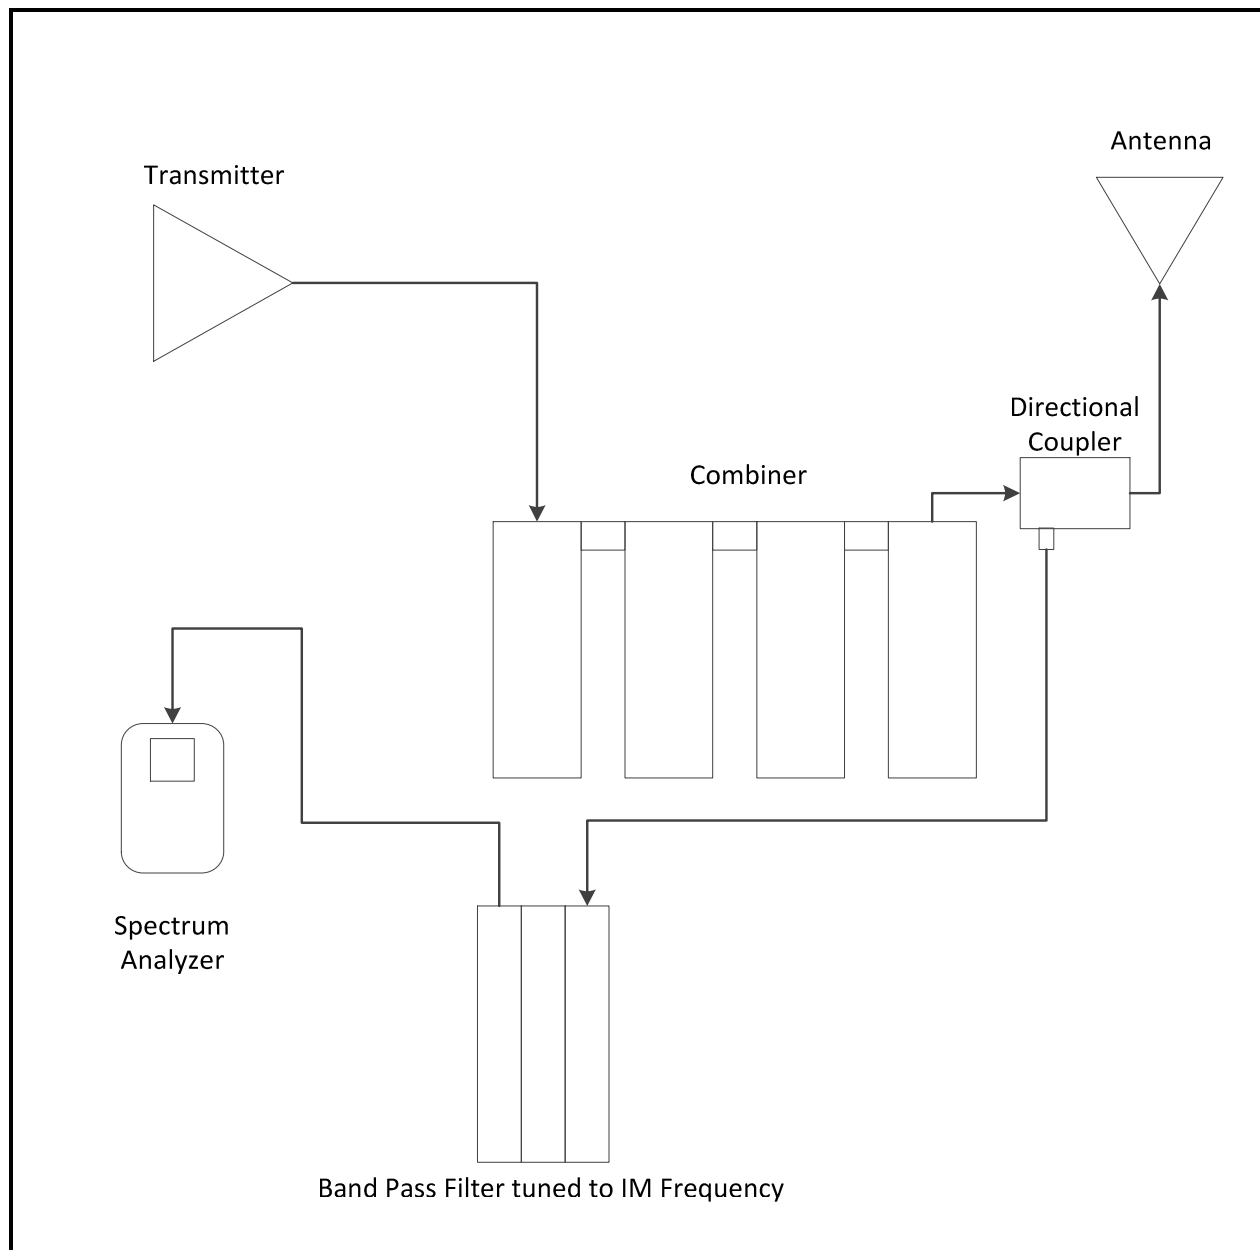 Antenna
Transmitter
Directional
Coupler
Combiner
Spectrum
Analyzer
Band Pass Filter tuned to IM Frequency